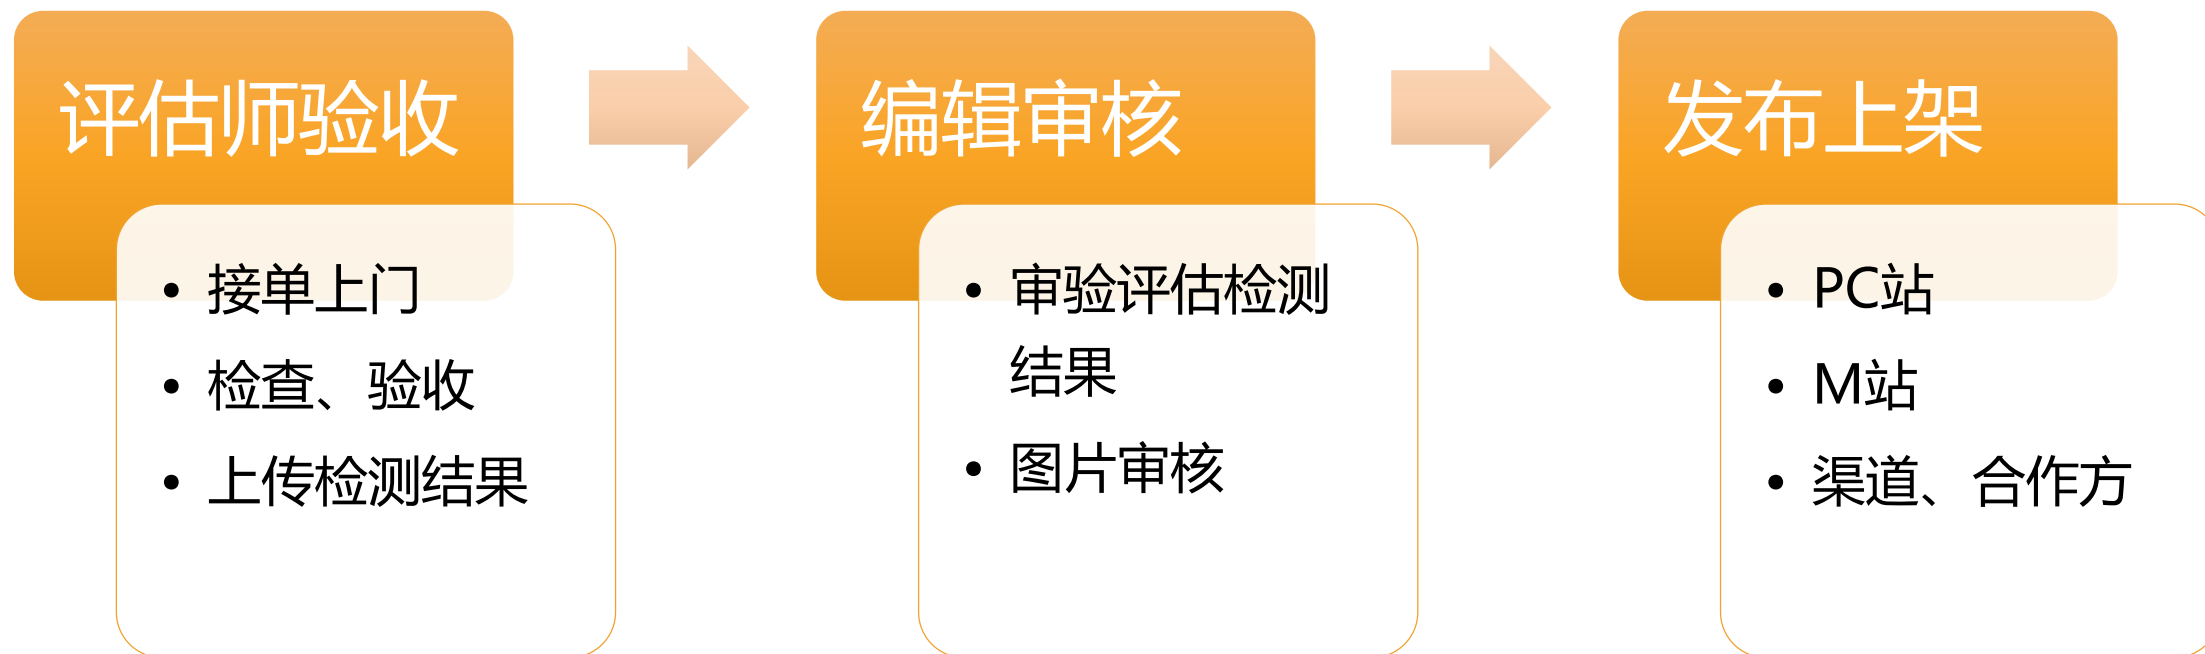 评估师验收
• 接单上门
• 检查、验收
• 上传检测结果
编辑审核
• 审验评估检测
结果
• 图片审核
发布上架
• PC站
• M站
• 渠道、合作方